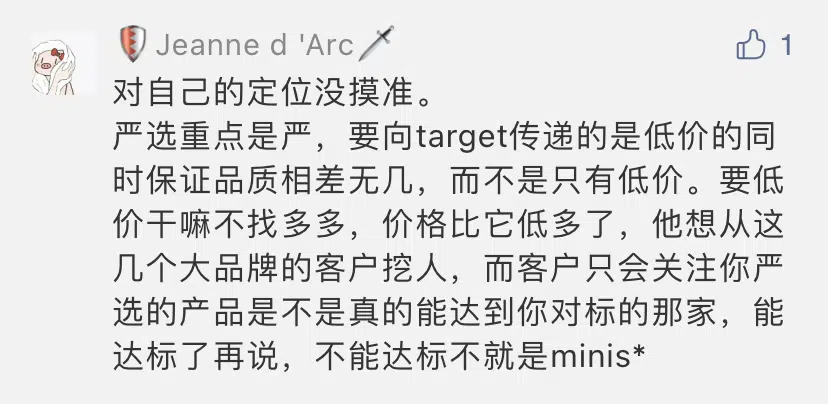 🛡Jeanne d 'Arc🗡 1
对自己的定位没摸准。
严选重点是严，要向target传递的是低价的同
时保证品质相差无几，而不是只有低价。要低
价干嘛不找多多，价格比它低多了，他想从这
几个大品牌的客户挖人，而客户只会关注你严
选的产品是不是真的能达到你对标的那家，能
达标了再说，不能达标不就是minis*